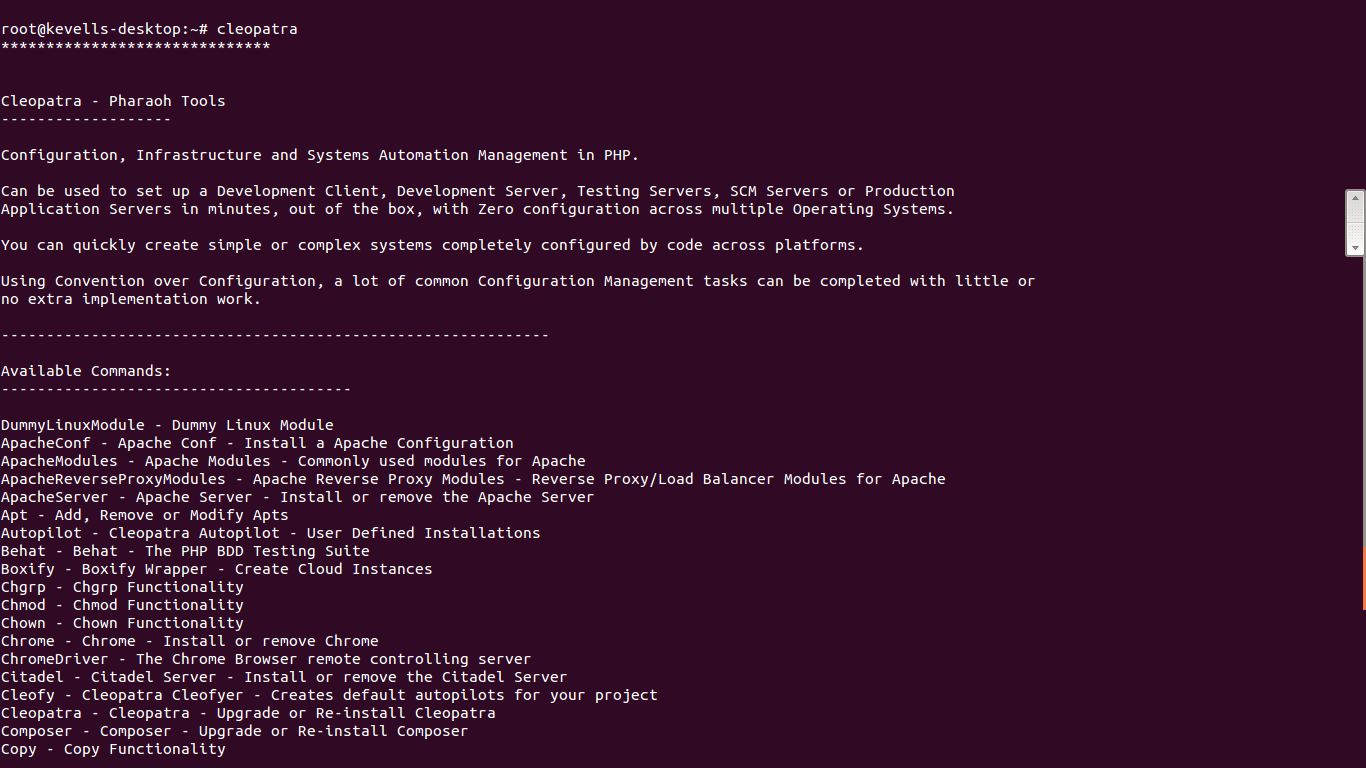 root@kevells-desktop:~# cleopatra
******************************
Cleopatra - Pharaoh Tools
-------------------
Configuration, Infrastructure and Systems Automation Management in PHP.
Can be used to set up a Development Client, Development Server, Testing Servers, SCM Servers or Production
Application Servers in minutes, out of the box, with Zero configuration across multiple Operating Systems.
You can quickly create simple or complex systems completely configured by code across platforms.
Using Convention over Configuration, a lot of common Configuration Management tasks can be completed with little or
no extra implementation work.
-------------------------------------------------------------
Available Commands:
---------------------------------------
DummyLinuxModule - Dummy Linux Module
ApacheConf - Apache Conf - Install a Apache Configuration
ApacheModules - Apache Modules - Commonly used modules for Apache
ApacheReverseProxyModules - Apache Reverse Proxy Modules - Reverse Proxy/Load Balancer Modules for Apache
ApacheServer - Apache Server - Install or remove the Apache Server
Apt - Add, Remove or Modify Apts
Autopilot - Cleopatra Autopilot - User Defined Installations
Behat - Behat - The PHP BDD Testing Suite
Boxify - Boxify Wrapper - Create Cloud Instances
Chgrp - Chgrp Functionality
Chmod - Chmod Functionality
Chown - Chown Functionality
Chrome - Chrome - Install or remove Chrome
ChromeDriver - The Chrome Browser remote controlling server
Citadel - Citadel Server - Install or remove the Citadel Server
Cleofy - Cleopatra Cleofyer - Creates default autopilots for your project
Cleopatra - Cleopatra - Upgrade or Re-install Cleopatra
Composer - Composer - Upgrade or Re-install Composer
Copy - Copy Functionality